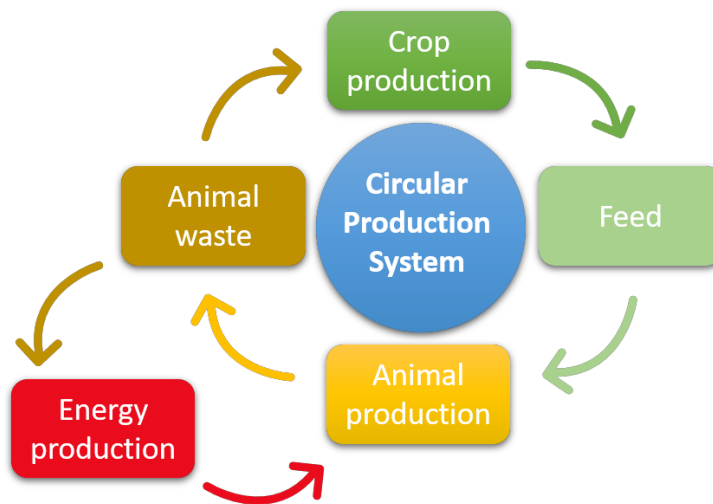 Crop
production
Animal
waste
Circular
Production
System
Feed
Animal
production
Energy
production